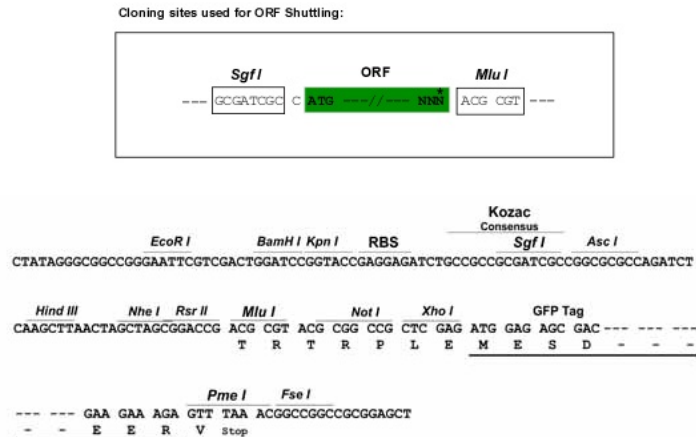 Cloning sites used for ORF Shuttling:
Sgf I ORF Mlu I
--- GCGATCGC C ATG ---//--- NNN* ACG CGT ---
Kozac
Consensus
EcoR I BamH I Kpn I RBS Sgf I Asc I
CTATAGGGCGGCCGGGAATTCGTCGACTGGATCCGGTACCGAGGAGATCTGCCGCCGCGATCGCCGGCGCGCCAGATCT
Hind III Nhe I Rsr II Mlu I Not I Xho I GFP Tag
CAAGCTTAACTAGCTAGCGGACCG ACG CGT ACG CGG CCG CTC GAG ATG GAG AGC GAC--- --- ---
T R T R P L E M E S D - - -
Pme I Fse I
--- --- GAA GAA AGA GTT TAA ACGGCCGGCCGCGGAGCT
- - E E R V Stop